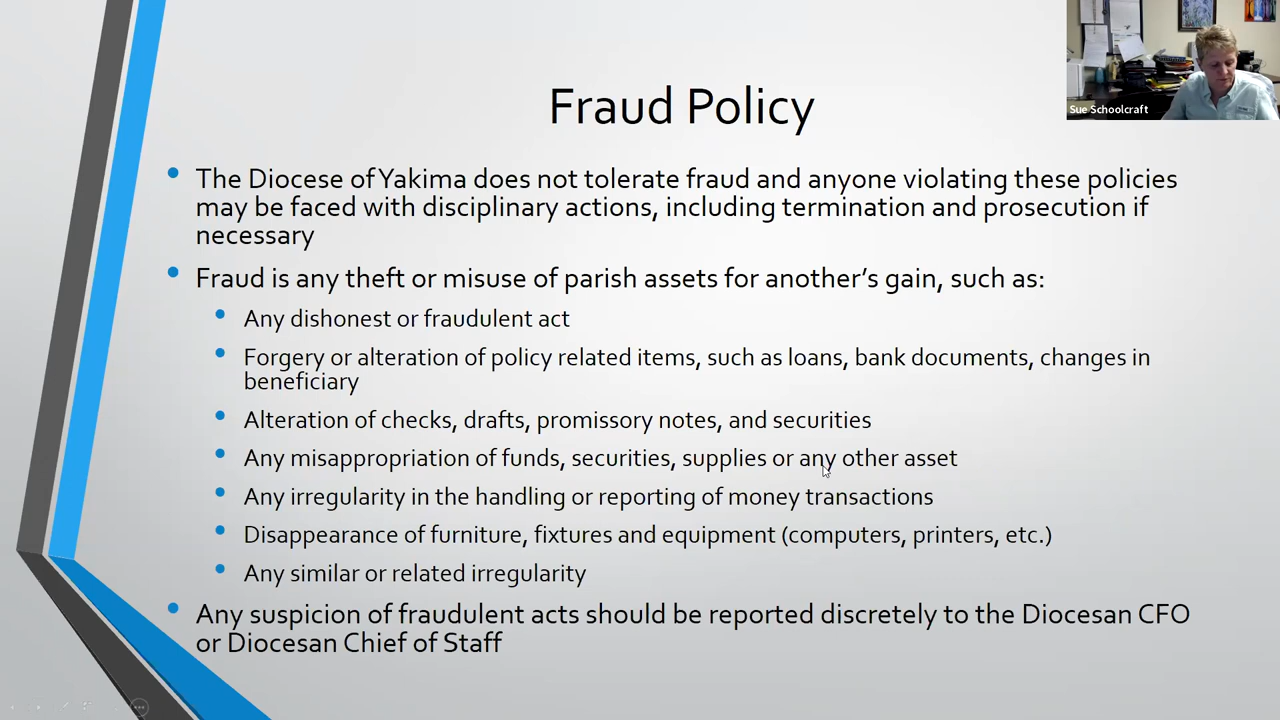 Sue Schoolcraft
Fraud Policy
The Diocese of Yakima does not tolerate fraud and anyone violating these policies
may be faced with disciplinary actions, including termination and prosecution if
necessary
Fraud is any theft or misuse of parish assets for another’s gain, such as:
Any dishonest or fraudulent act
Forgery or alteration of policy related items, such as loans, bank documents, changes in
beneficiary
Alteration of checks, drafts, promissory notes, and securities
Any misappropriation of funds, securities, supplies or any other asset
Any irregularity in the handling or reporting of money transactions
Disappearance of furniture, fixtures and equipment (computers, printers, etc.)
Any similar or related irregularity
Any suspicion of fraudulent acts should be reported discretely to the Diocesan CFO
or Diocesan Chief of Staff